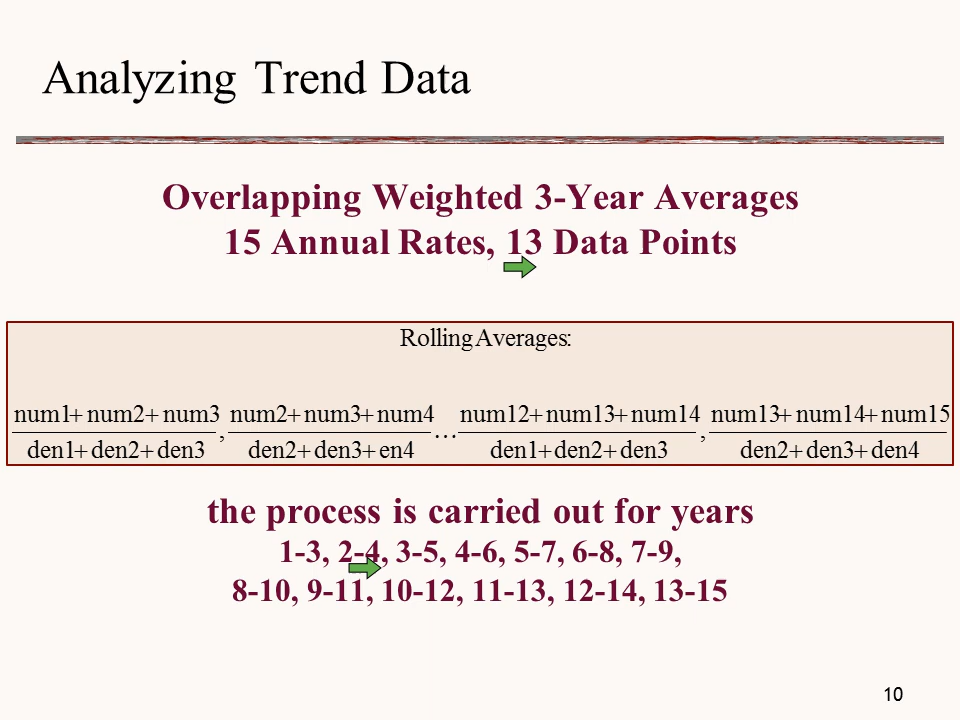 Analyzing Trend Data
Overlapping Weighted 3-Year Averages
15 Annual Rates, 13 Data Points
Rolling Averages:
num1+ num2+ num3 / den1+ den2+ den3 , num2+ num3+ num4 / den2+ den3+ en4 ... num12+ num13+ num14 / den1+ den2+ den3 , num13+ num14+ num15 / den2+ den3+ den4
the process is carried out for years
1-3, 2-4, 3-5, 4-6, 5-7, 6-8, 7-9,
8-10, 9-11, 10-12, 11-13, 12-14, 13-15
10